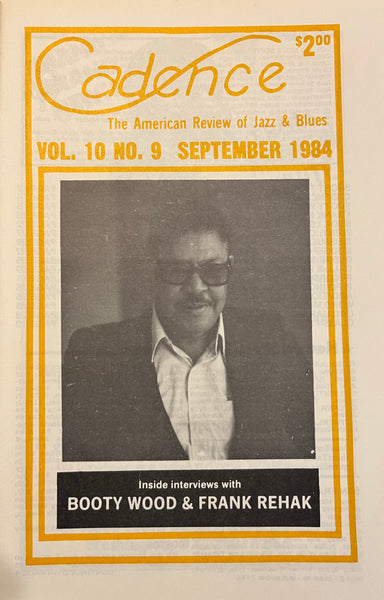 Cadence
$2.00
The American Review of Jazz & Blues
VOL. 10 NO. 9 SEPTEMBER 1984
Inside interviews with
BOOTY WOOD & FRANK REHAK